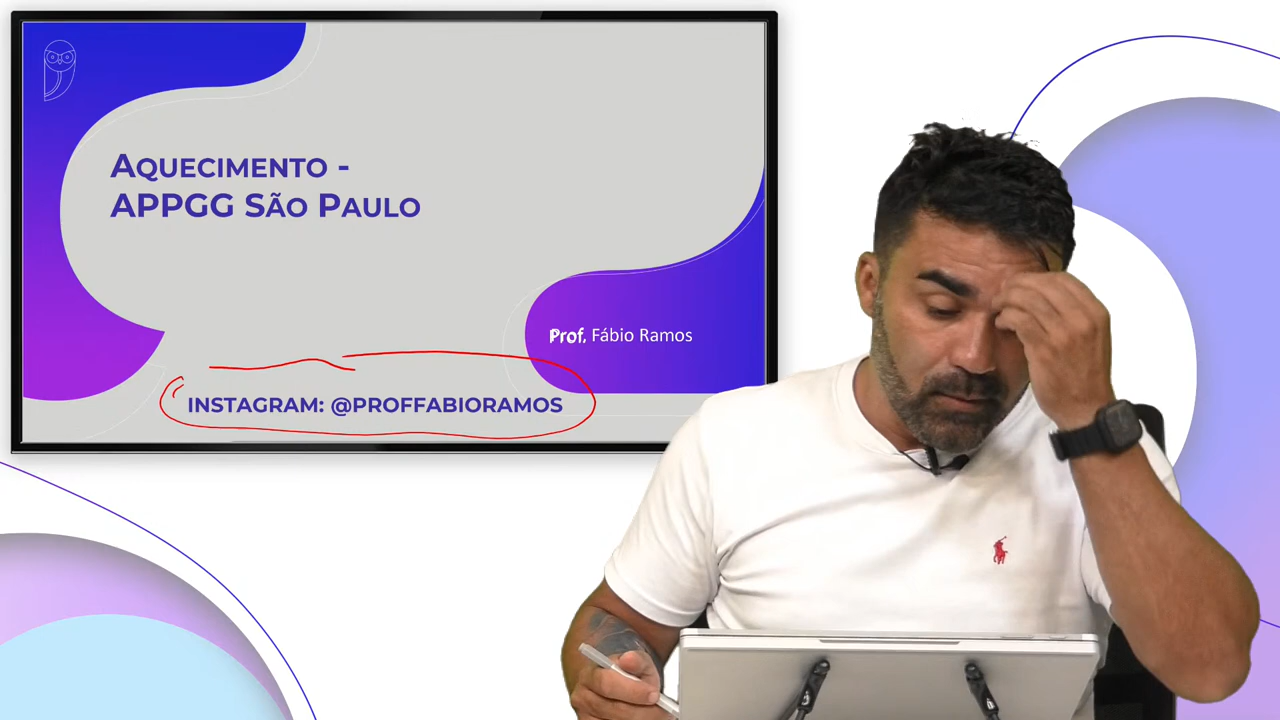 Aquecimento -
APPGG São Paulo
Prof. Fábio Ramos
INSTAGRAM: @PROFFABIORAMOS